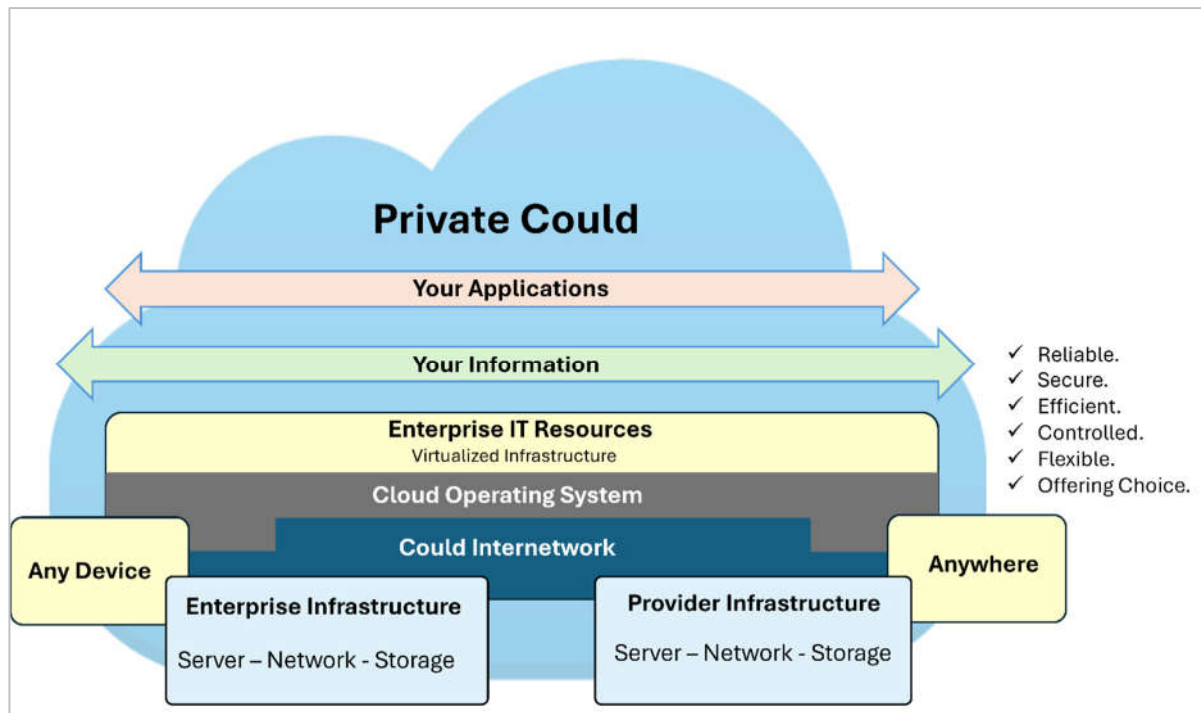 Private Could
Your Applications
Your Information
✓ Reliable.
✓ Secure.
✓ Efficient.
✓ Controlled.
✓ Flexible.
✓ Offering Choice.
Enterprise IT Resources
Virtualized Infrastructure
Cloud Operating System
Could Internetwork
Any Device
Anywhere
Enterprise Infrastructure
Server – Network - Storage
Provider Infrastructure
Server – Network - Storage